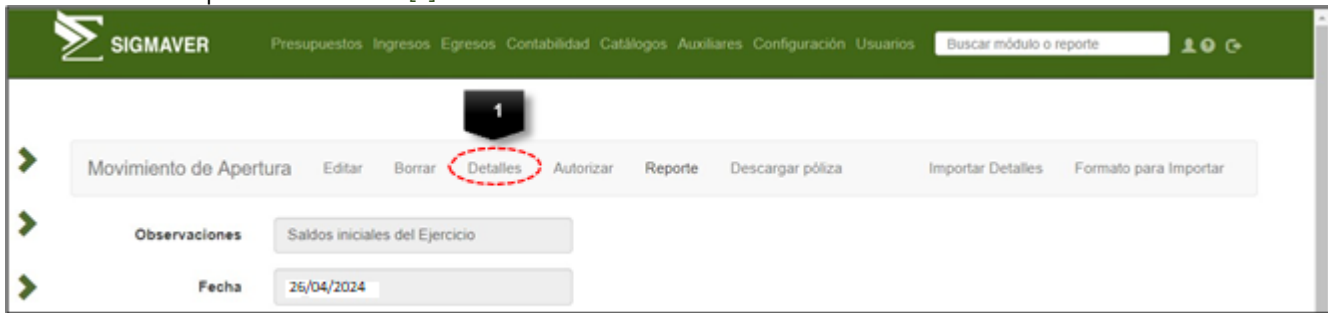 SIGMAVER Presupuestos Ingresos Egresos Contabilidad Catálogos Auxiliares Configuración Usuarios Buscar módulo o reporte
1
Movimiento de Apertura Editar Borrar Detalles Autorizar Reporte Descargar póliza Importar Detalles Formato para Importar
Observaciones Saldos iniciales del Ejercicio
Fecha 26/04/2024